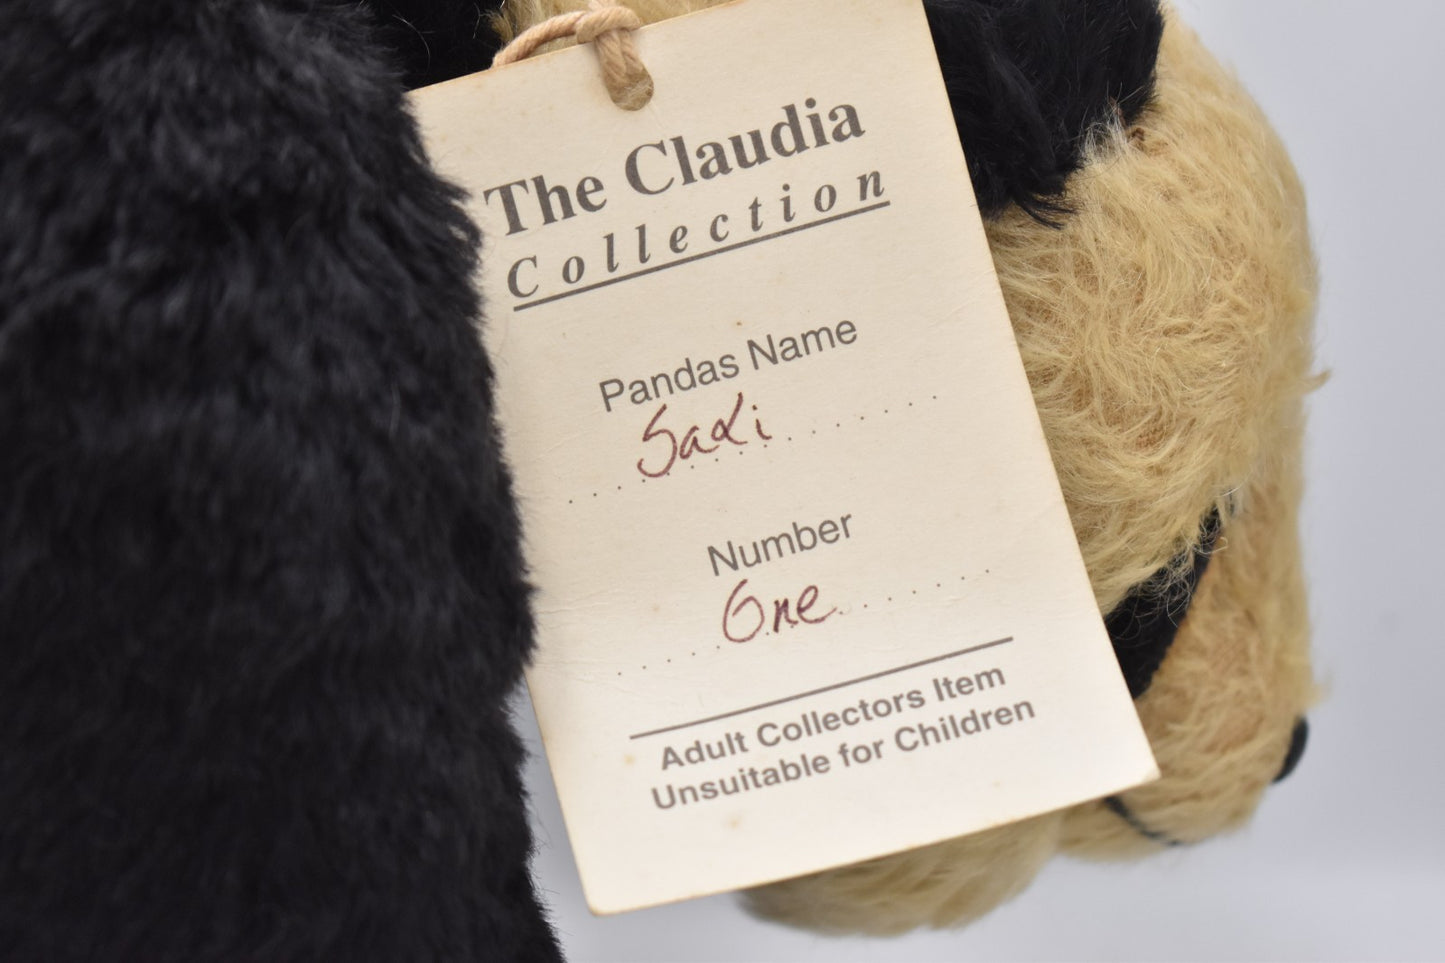 The Claudia
Collection
Pandas Name
Sadi
Number
One
Adult Collectors Item
Unsuitable for Children